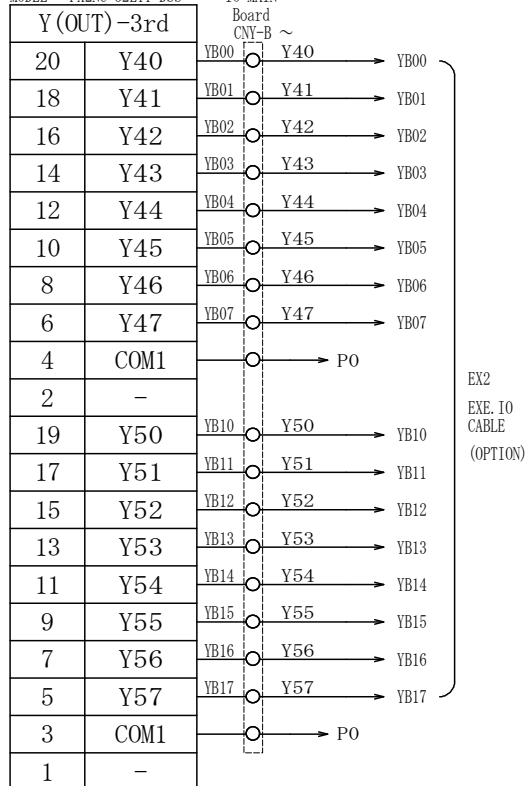 Y(OUT)-3rd
Board
CNY-B ~
20 Y40 YB00 Y40 YB00
18 Y41 YB01 Y41 YB01
16 Y42 YB02 Y42 YB02
14 Y43 YB03 Y43 YB03
12 Y44 YB04 Y44 YB04
10 Y45 YB05 Y45 YB05
8 Y46 YB06 Y46 YB06
6 Y47 YB07 Y47 YB07
4 COM1 P0
2 -
19 Y50 YB10 Y50 YB10
17 Y51 YB11 Y51 YB11
15 Y52 YB12 Y52 YB12
13 Y53 YB13 Y53 YB13
11 Y54 YB14 Y54 YB14
9 Y55 YB15 Y55 YB15
7 Y56 YB16 Y56 YB16
5 Y57 YB17 Y57 YB17
3 COM1 P0
1 -
EX2
EXE. IO
CABLE
(OPTION)